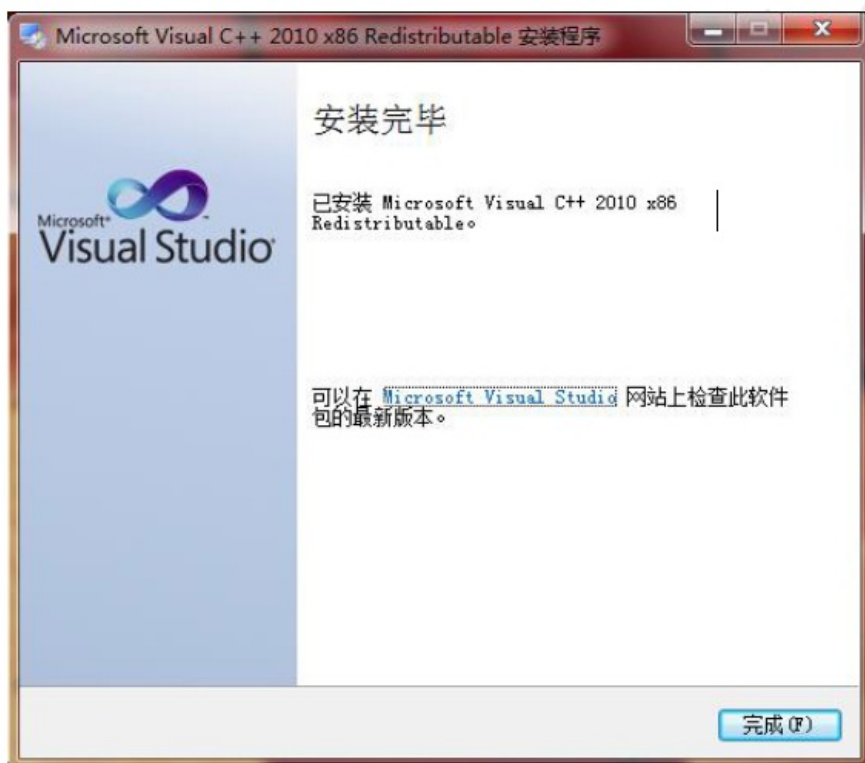 Microsoft Visual C++ 2010 x86 Redistributable 安装程序
安装完毕
Microsoft
Visual Studio
已安装 Microsoft Visual C++ 2010 x86
Redistributable。
可以在 Microsoft Visual Studio 网站上检查此软件
包的最新版本。
完成(F)